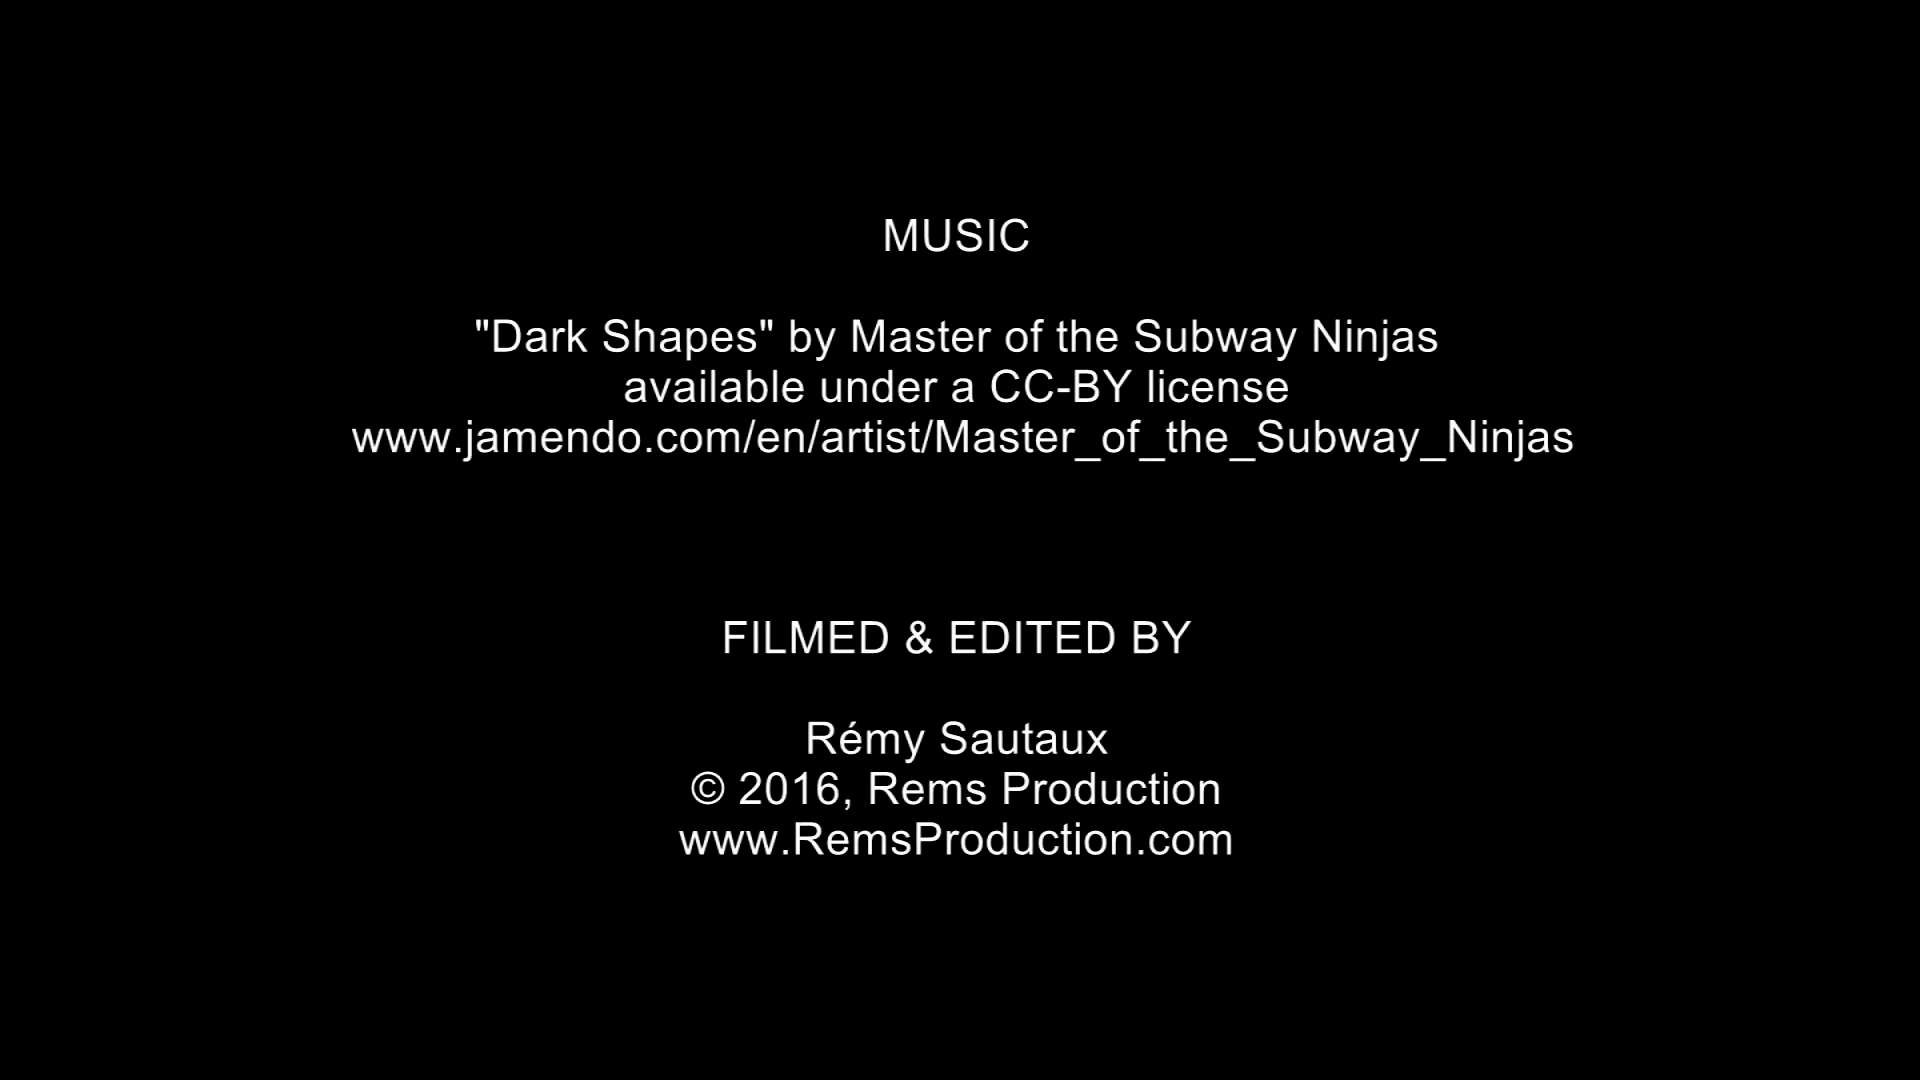 MUSIC
"Dark Shapes" by Master of the Subway Ninjas
available under a CC-BY license
www.jamendo.com/en/artist/Master_of_the_Subway_Ninjas
FILMED & EDITED BY
Rémy Sautaux
© 2016, Rems Production
www.RemsProduction.com